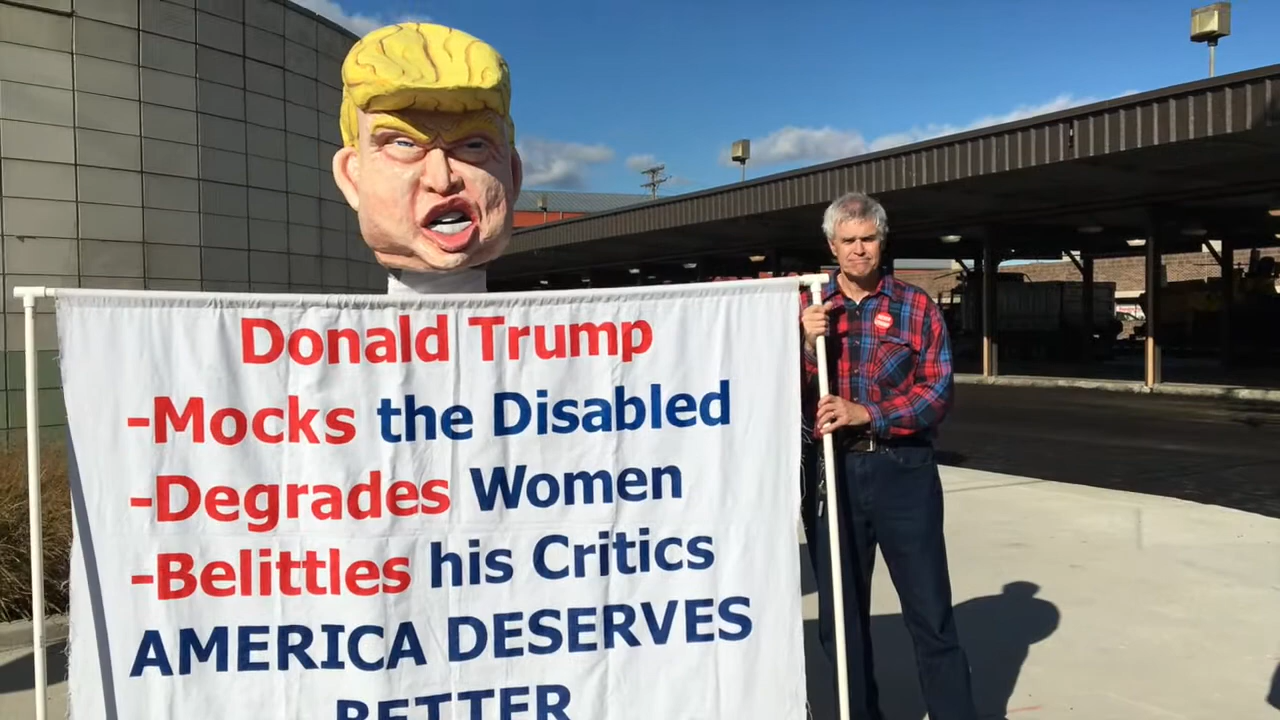 Donald Trump
-Mocks the Disabled
-Degrades Women
-Belittles his Critics
AMERICA DESERVES
BETTER